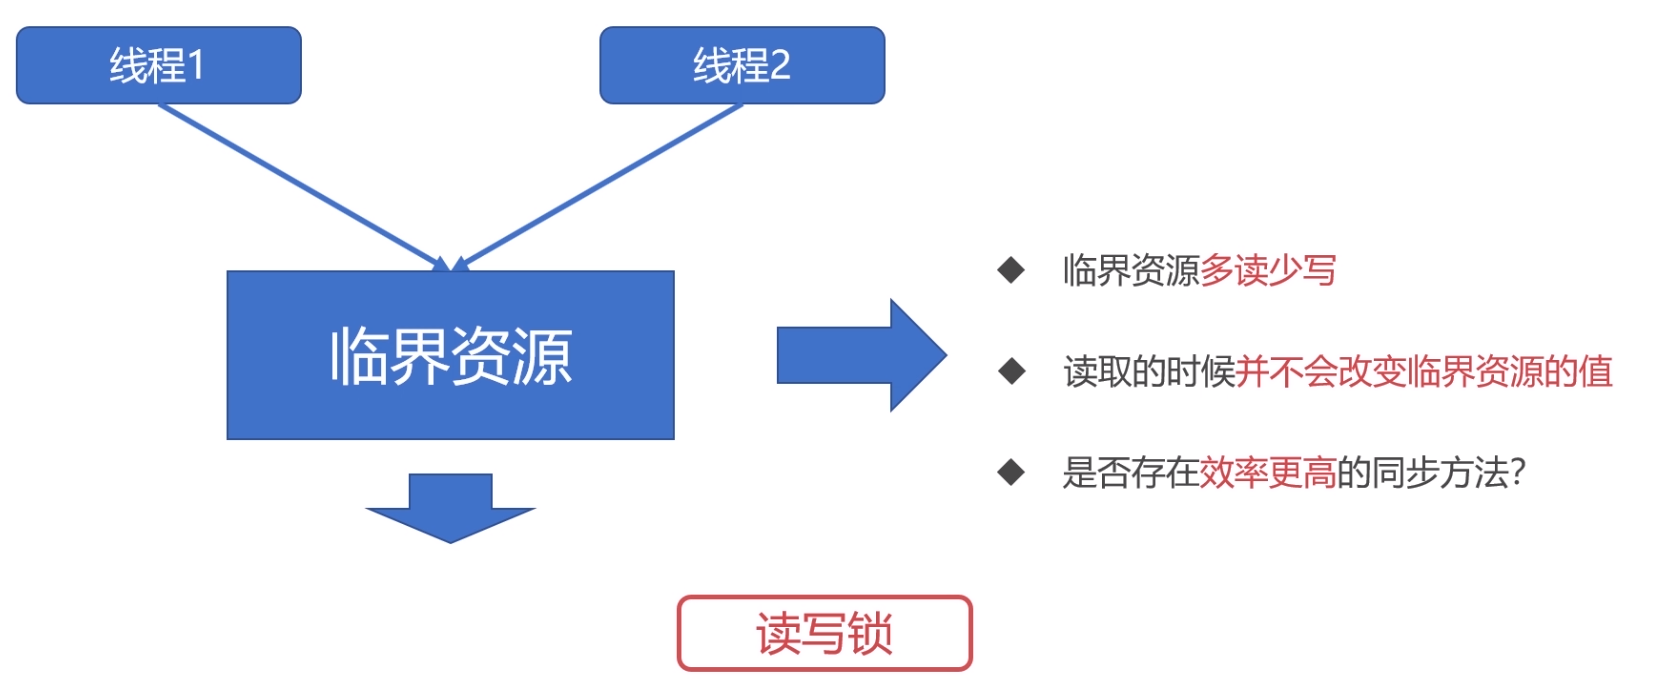 线程1
线程2
临界资源
临界资源多读少写
读取的时候并不会改变临界资源的值
是否存在效率更高的同步方法？
读写锁